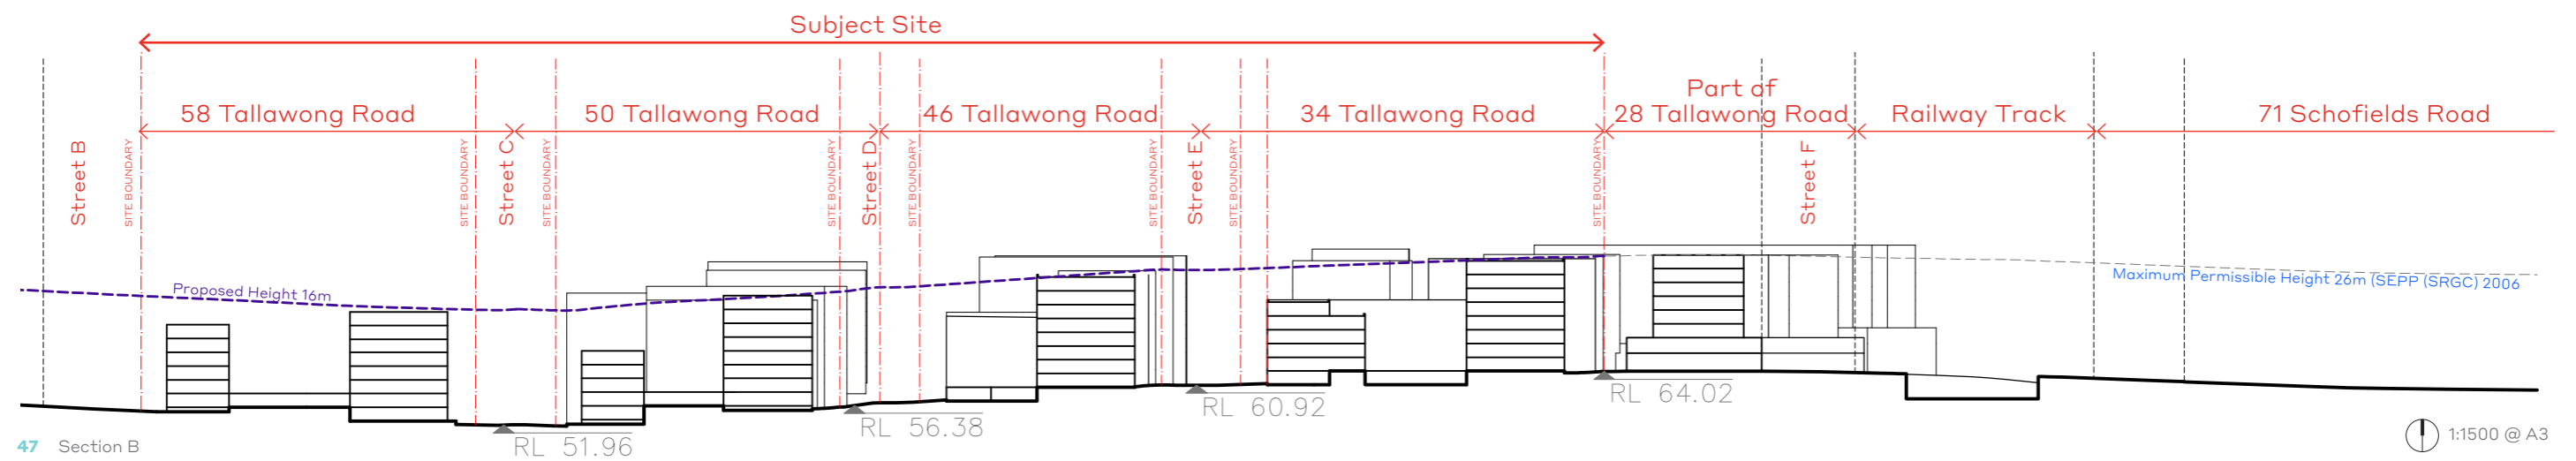 Subject Site
58 Tallawong Road
50 Tallawong Road
46 Tallawong Road
34 Tallawong Road
Part of
28 Tallawong Road
Railway Track
71 Schofields Road
Street B
SITE BOUNDARY
SITE BOUNDARY
Street C
SITE BOUNDARY
SITE BOUNDARY
Street D
SITE BOUNDARY
SITE BOUNDARY
Street E
SITE BOUNDARY
SITE BOUNDARY
Street F
Proposed Height 16m
Maximum Permissible Height 26m (SEPP (SRGC) 2006
RL 51.96
RL 56.38
RL 60.92
RL 64.02
47 Section B
1:1500 @ A3